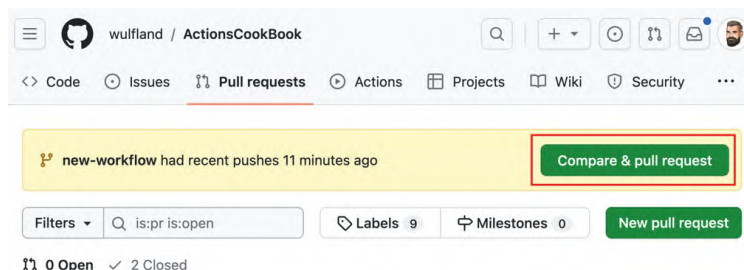 wulfland / ActionsCookBook
Code Issues Pull requests Actions Projects Wiki Security
new-workflow had recent pushes 11 minutes ago Compare & pull request
Filters is:pr is:open Labels 9 Milestones 0 New pull request
0 Open 2 Closed